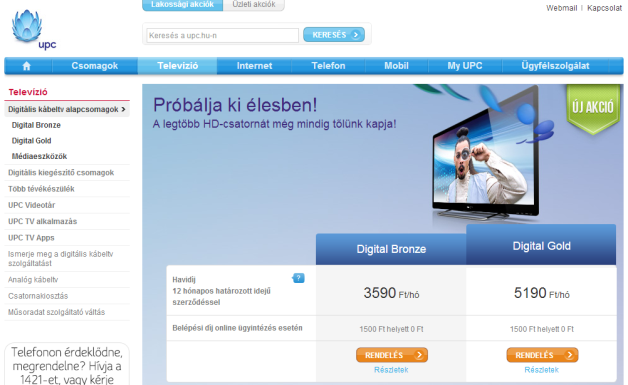 Lakossági akciók
Üzleti akciók
Webmail | Kapcsolat
upc
Keresés a upc.hu-n
KERESÉS
Csomagok
Televízió
Internet
Telefon
Mobil
My UPC
Ügyfélszolgálat
Televízió
Digitális kábeltv alapcsomagok
Digital Bronze
Digital Gold
Médiaeszközök
Digitális kiegészítő csomagok
Több tévékészülék
UPC Videotár
UPC TV alkalmazás
UPC TV Apps
Ismerje meg a digitális kábeltv
szolgáltatást
Analóg kábeltv
Csatornakiosztás
Műsoradat szolgáltató váltás
Telefonon érdeklődne,
megrendelne? Hívja a
1421-et, vagy kérje
Próbálja ki élesben!
A legtöbb HD-csatornát még mindig tőlünk kapja!
ÚJ AKCIÓ
Digital Bronze
Digital Gold
Havidíj
12 hónapos határozott idejű
szerződéssel
?
3590 Ft/hó
5190 Ft/hó
Belépési díj online ügyintézés esetén
1500 Ft helyett 0 Ft
1500 Ft helyett 0 Ft
RENDELÉS
RENDELÉS
Részletek
Részletek